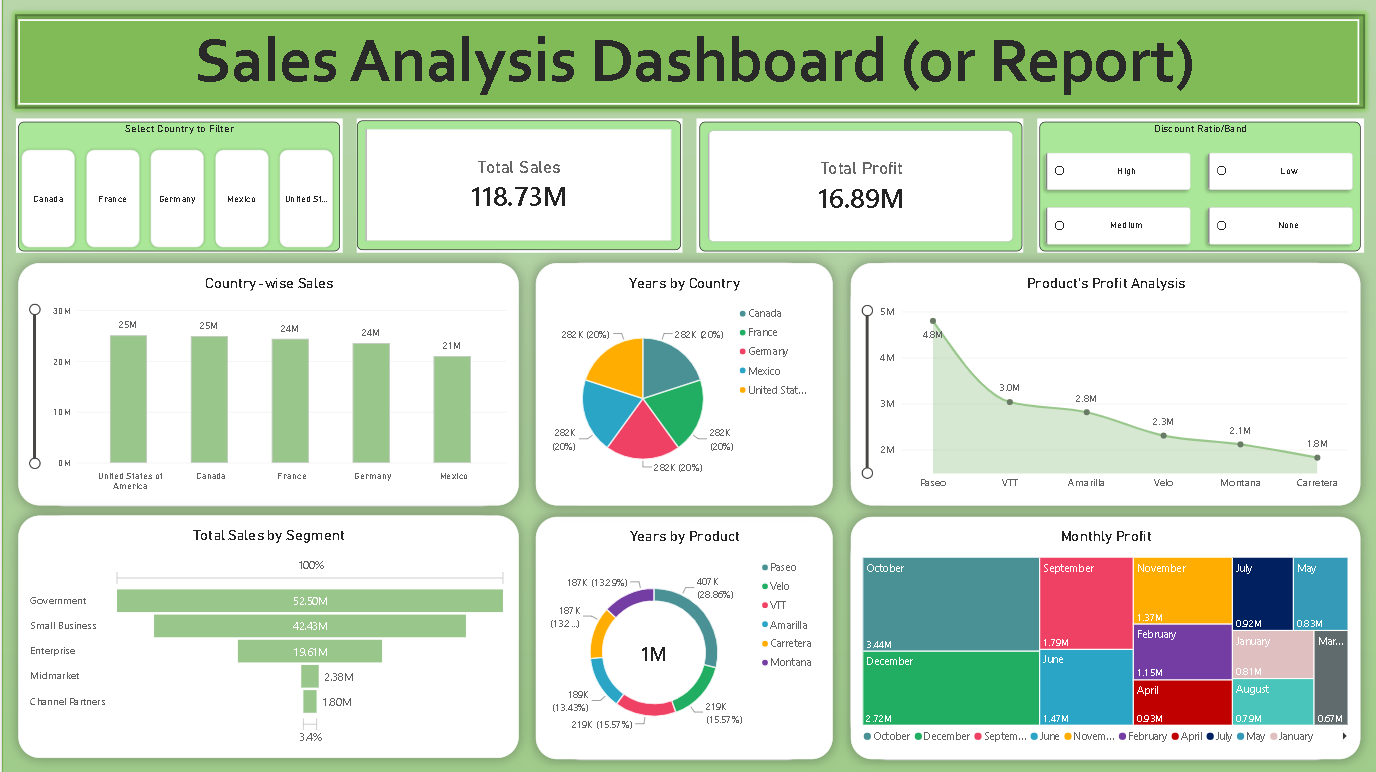 Sales Analysis Dashboard (or Report)
Select Country to Filter
Canada
France
Germany
Mexico
United St...
Total Sales
118.73M
Total Profit
16.89M
Discount Ratio/Band
High
Low
Medium
None
Country-wise Sales
30M
20M
10M
0M
25M
25M
24M
24M
21M
United States of
America
Canada
France
Germany
Mexico
Years by Country
282K (20%)
282K (20%)
282K
(20%)
282K
(20%)
282K (20%)
Canada
France
Germany
Mexico
United Stat...
Product's Profit Analysis
5M
4M
3M
2M
4.8M
3.0M
2.8M
2.3M
2.1M
1.8M
Paseo
VTT
Amarilla
Velo
Montana
Carretera
Total Sales by Segment
100%
Government
52.50M
Small Business
42.43M
Enterprise
19.61M
Midmarket
2.38M
Channel Partners
1.80M
3.4%
Years by Product
187K (13.29%)
407K
(28.86%)
187K
(13.2...)
1M
189K
(13.43%)
219K
(15.57%)
219K (15.57%)
Paseo
Velo
VTT
Amarilla
Carretera
Montana
Monthly Profit
October
3.44M
December
2.72M
September
1.79M
June
1.47M
November
1.37M
February
1.15M
April
0.93M
July
0.92M
May
0.83M
January
0.81M
August
0.79M
Mar...
0.67M
October
December
Septem...
June
Novem...
February
April
July
May
January